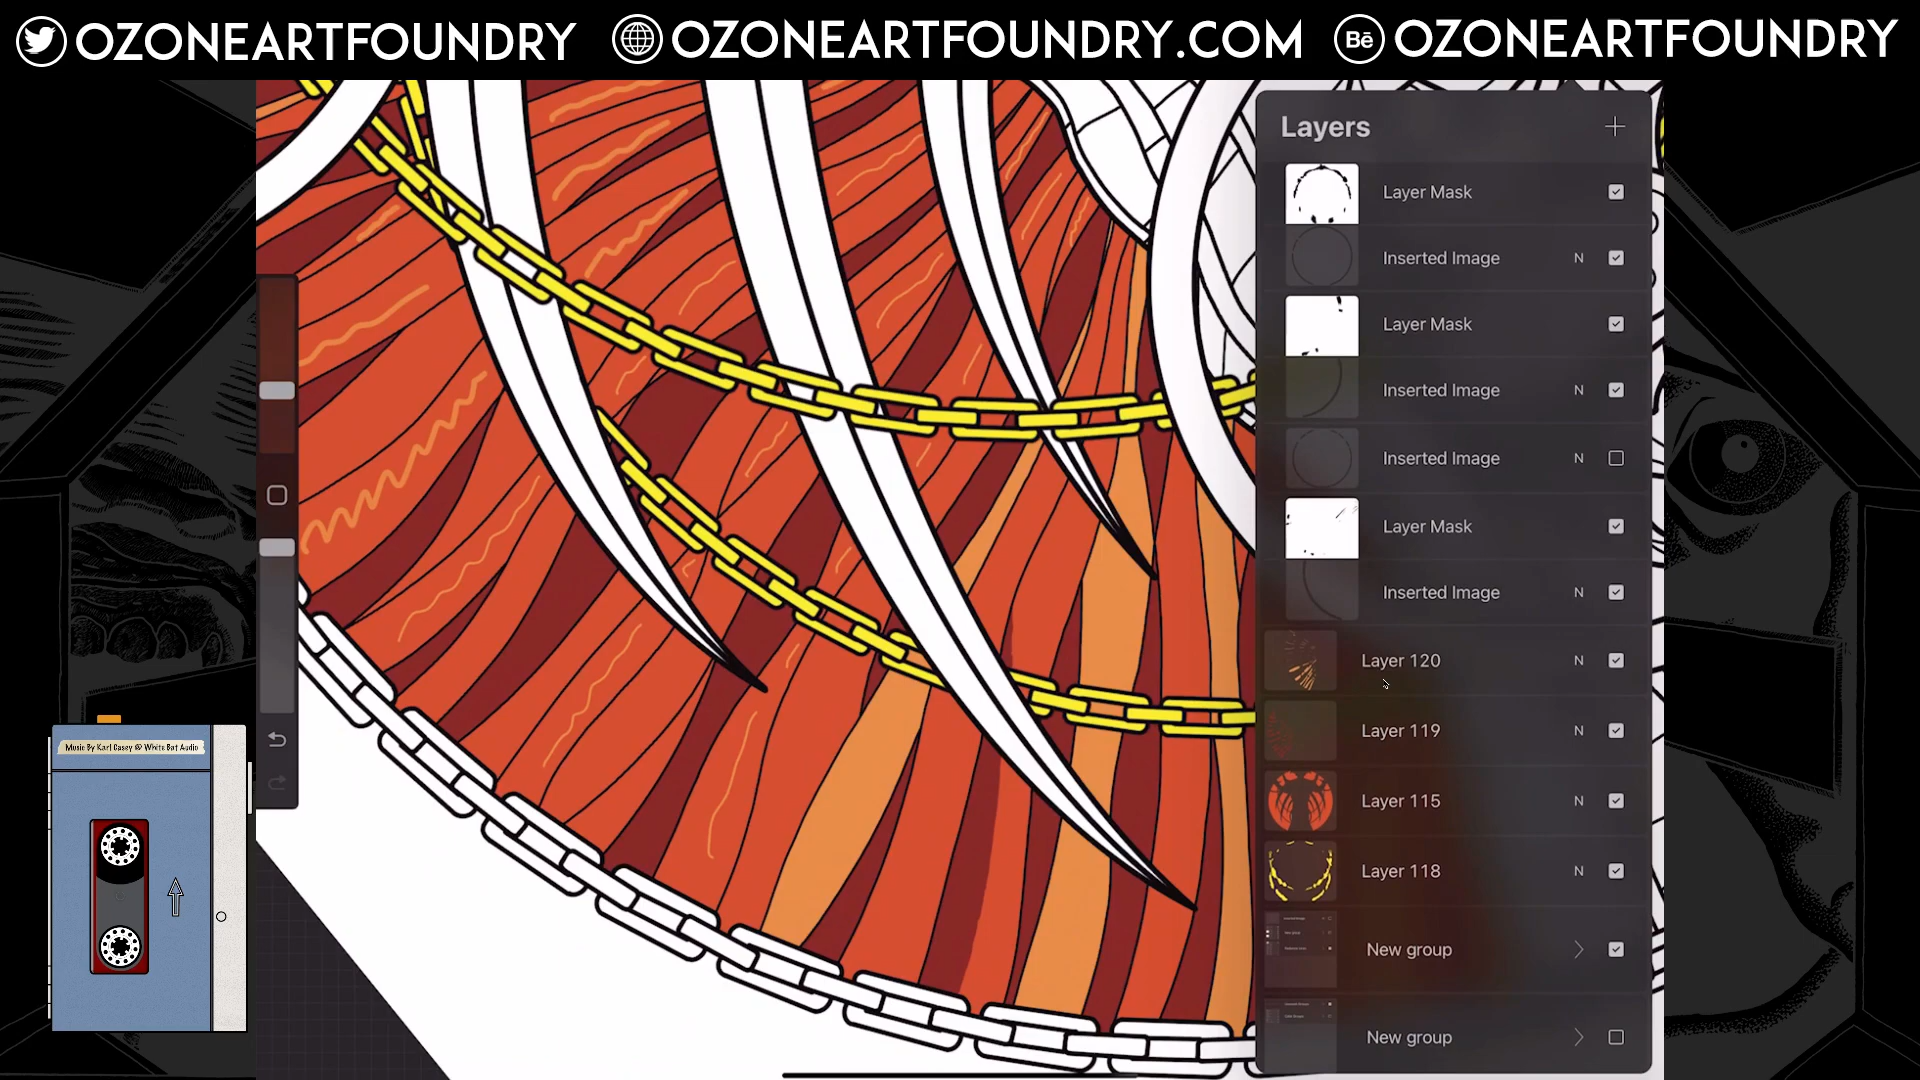 OZONEARTFOUNDRY
OZONEARTFOUNDRY.COM
Bē OZONEARTFOUNDRY
Layers
Layer Mask
Inserted Image N
Layer Mask
Inserted Image N
Inserted Image N
Layer Mask
Inserted Image N
Layer 120 N
Layer 119 N
Layer 115 N
Layer 118 N
New group
New group
Music By Karl Casey @ White Bat Audio